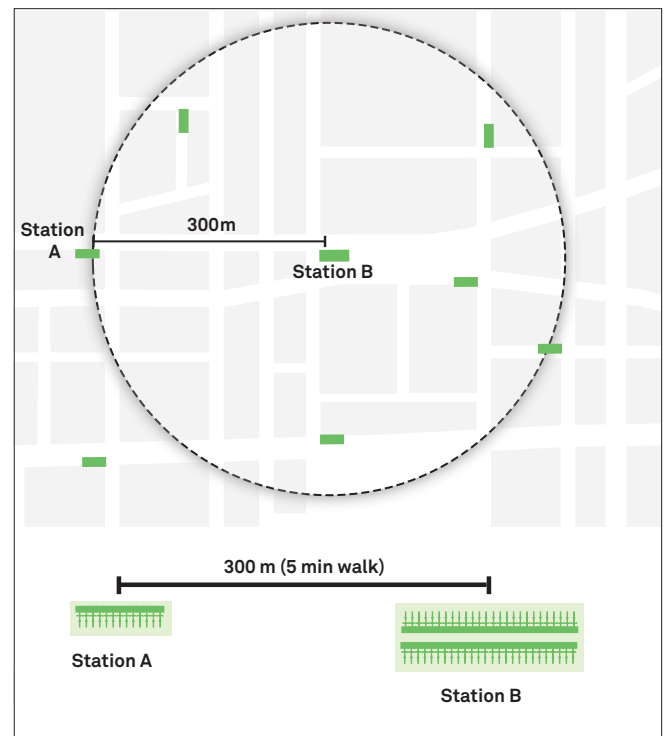 300m
Station
A
Station B
300 m (5 min walk)
Station A
Station B